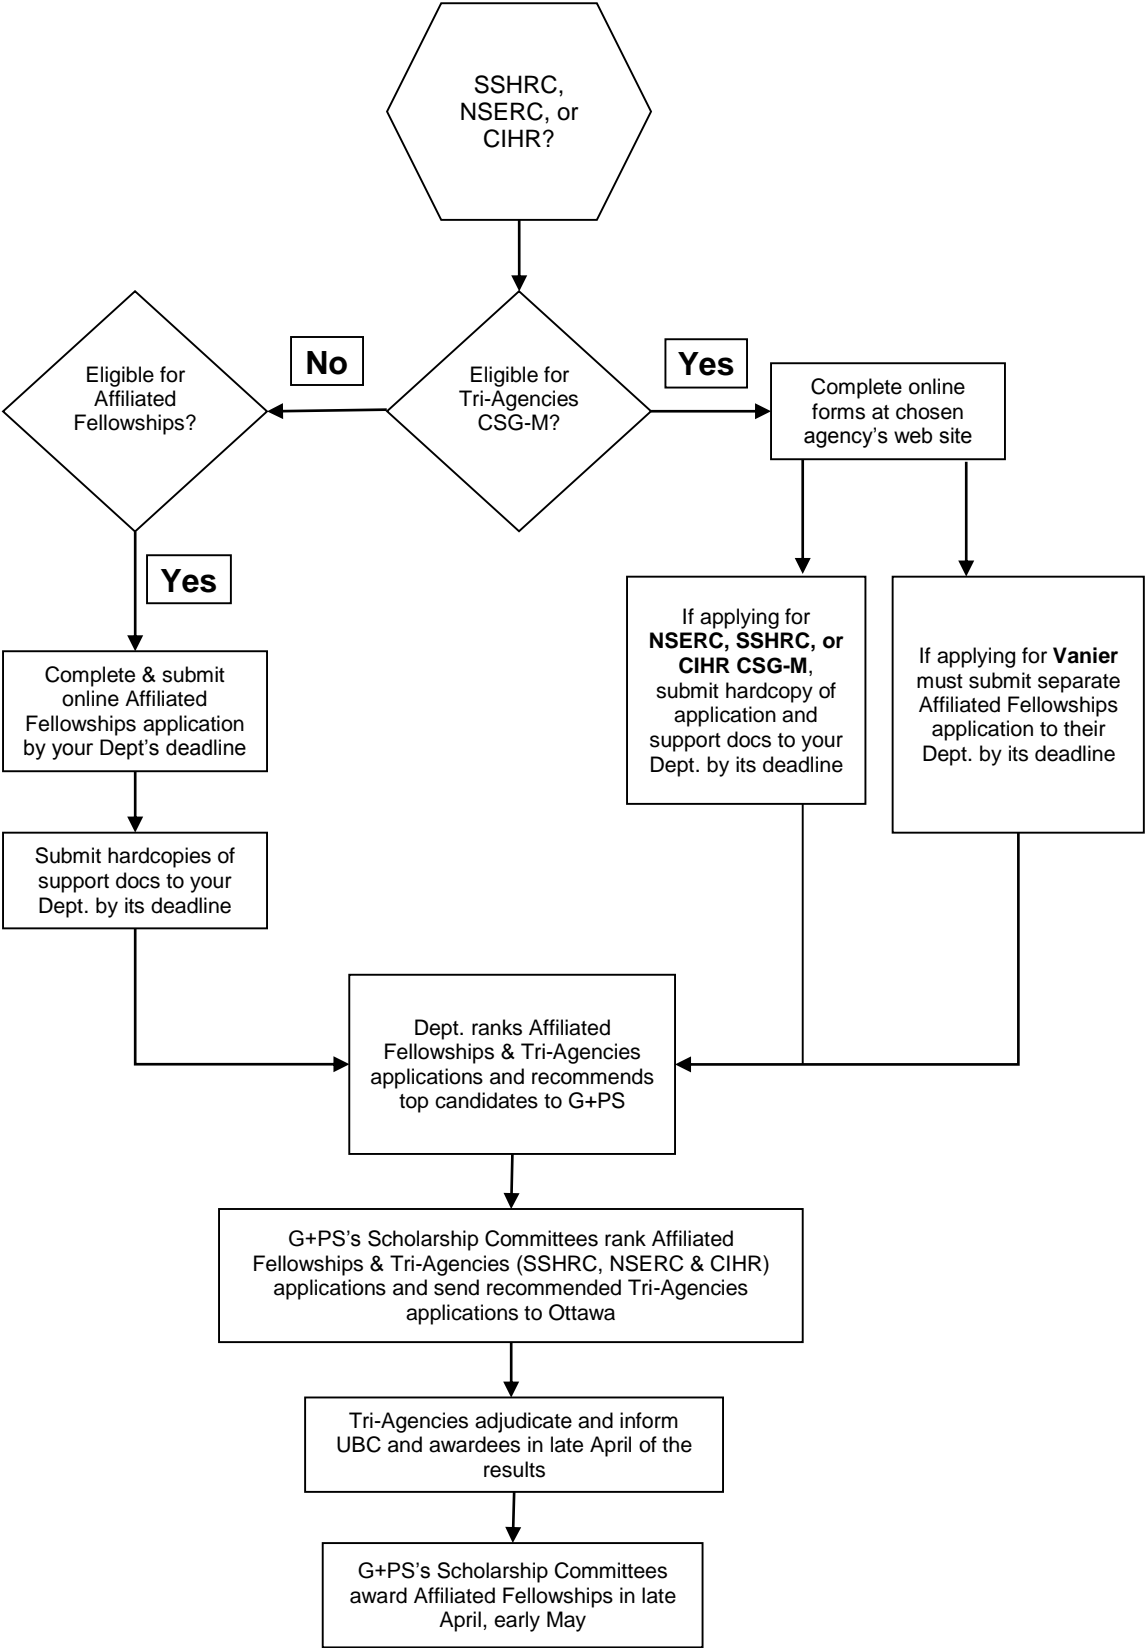 SSHRC,
NSERC, or
CIHR?
Eligible for
Affiliated
Fellowships?
No
Eligible for
Tri-Agencies
CSG-M?
Yes
Complete online
forms at chosen
agency's web site
Yes
Complete & submit
online Affiliated
Fellowships application
by your Dept's deadline
Submit hardcopies of
support docs to your
Dept. by its deadline
If applying for
NSERC, SSHRC, or
CIHR CSG-M,
submit hardcopy of
application and
support docs to your
Dept. by its deadline
If applying for Vanier
must submit separate
Affiliated Fellowships
application to their
Dept. by its deadline
Dept. ranks Affiliated
Fellowships & Tri-Agencies
applications and recommends
top candidates to G+PS
G+PS's Scholarship Committees rank Affiliated
Fellowships & Tri-Agencies (SSHRC, NSERC & CIHR)
applications and send recommended Tri-Agencies
applications to Ottawa
Tri-Agencies adjudicate and inform
UBC and awardees in late April of the
results
G+PS's Scholarship Committees
award Affiliated Fellowships in late
April, early May